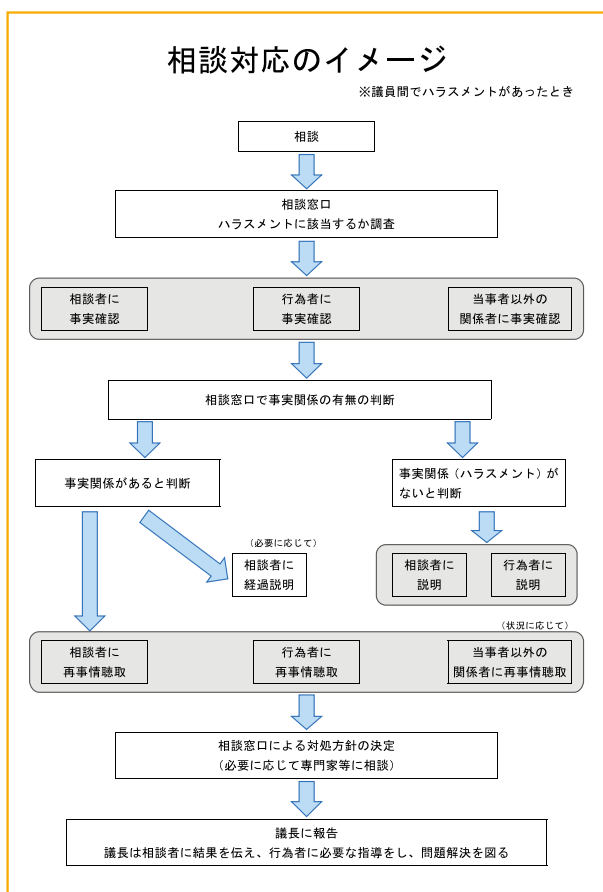 相談対応のイメージ
※議員間でハラスメントがあったとき
相談
相談窓口
ハラスメントに該当するか調査
相談者に
事実確認
行為者に
事実確認
当事者以外の
関係者に事実確認
相談窓口で事実関係の有無の判断
事実関係があると判断
事実関係（ハラスメント）が
ないと判断
（必要に応じて）
相談者に
経過説明
相談者に
説明
行為者に
説明
（状況に応じて）
相談者に
再事情聴取
行為者に
再事情聴取
当事者以外の
関係者に再事情聴取
相談窓口による対処方針の決定
（必要に応じて専門家等に相談）
議長に報告
議長は相談者に結果を伝え、行為者に必要な指導をし、問題解決を図る